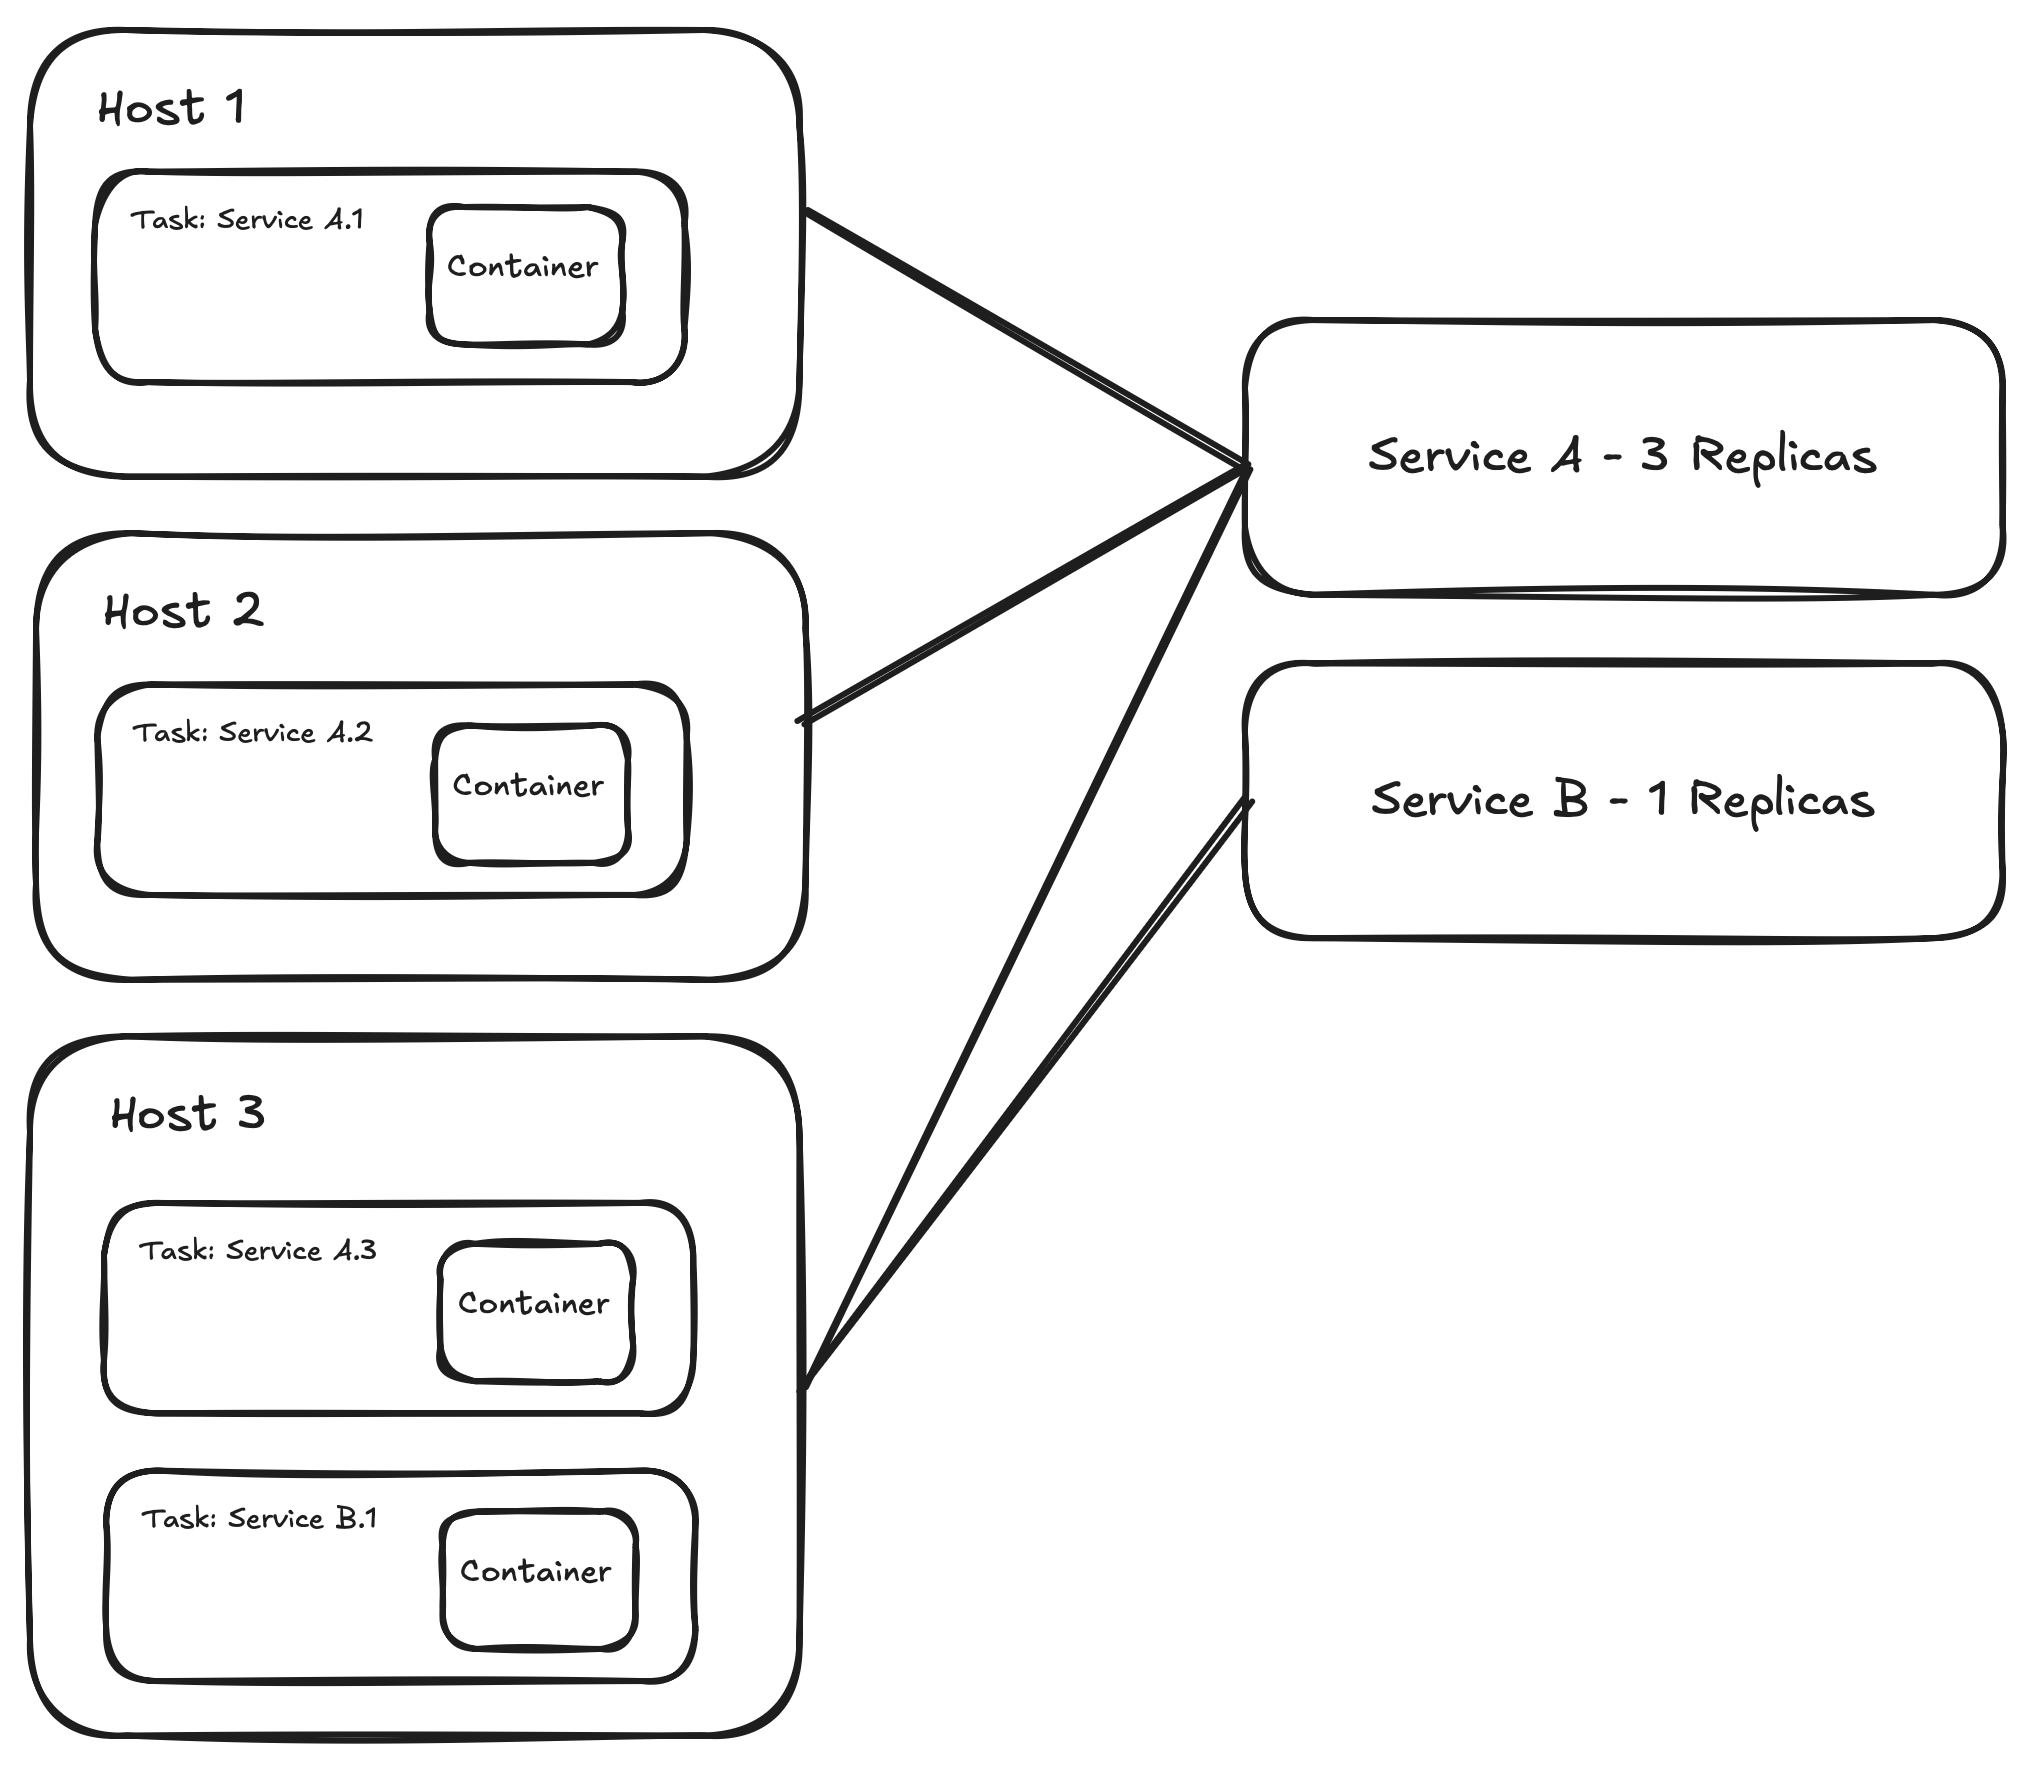 Host 1
Task: Service A.1
Container
Host 2
Task: Service A.2
Container
Host 3
Task: Service A.3
Container
Task: Service B.1
Container
Service A - 3 Replicas
Service B - 1 Replicas